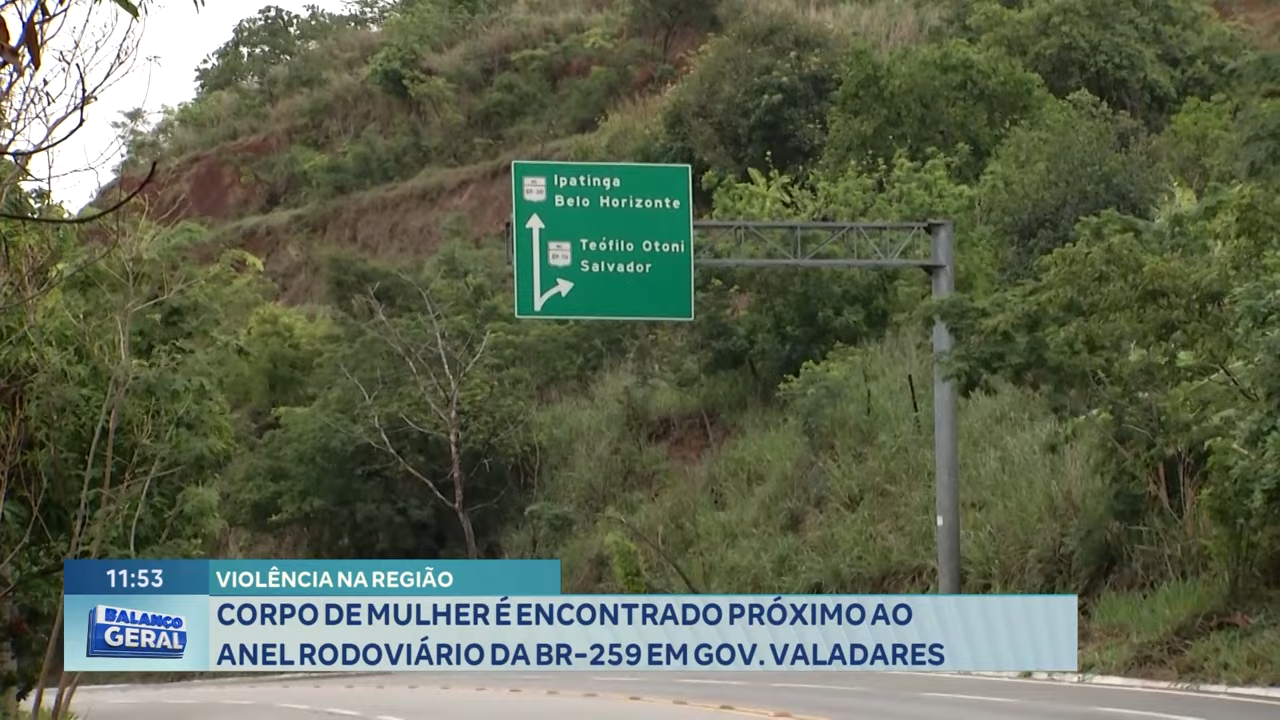 Ipatinga
Belo Horizonte
Teófilo Otoni
Salvador
11:53
VIOLÊNCIA NA REGIÃO
BALANÇO
GERAL
CORPO DE MULHER É ENCONTRADO PRÓXIMO AO
ANEL RODOVIÁRIO DA BR-259 EM GOV. VALADARES